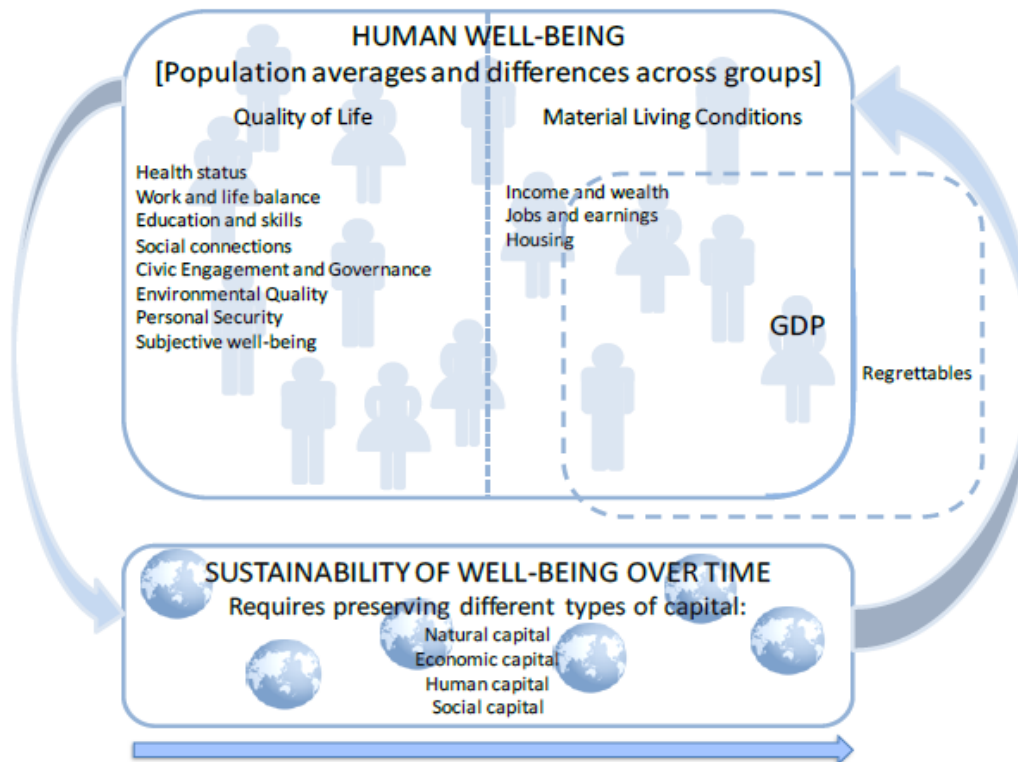 HUMAN WELL-BEING
[Population averages and differences across groups]
Quality of Life
Health status
Work and life balance
Education and skills
Social connections
Civic Engagement and Governance
Environmental Quality
Personal Security
Subjective well-being
Material Living Conditions
Income and wealth
Jobs and earnings
Housing
GDP
Regrettables
SUSTAINABILITY OF WELL-BEING OVER TIME
Requires preserving different types of capital:
Natural capital
Economic capital
Human capital
Social capital